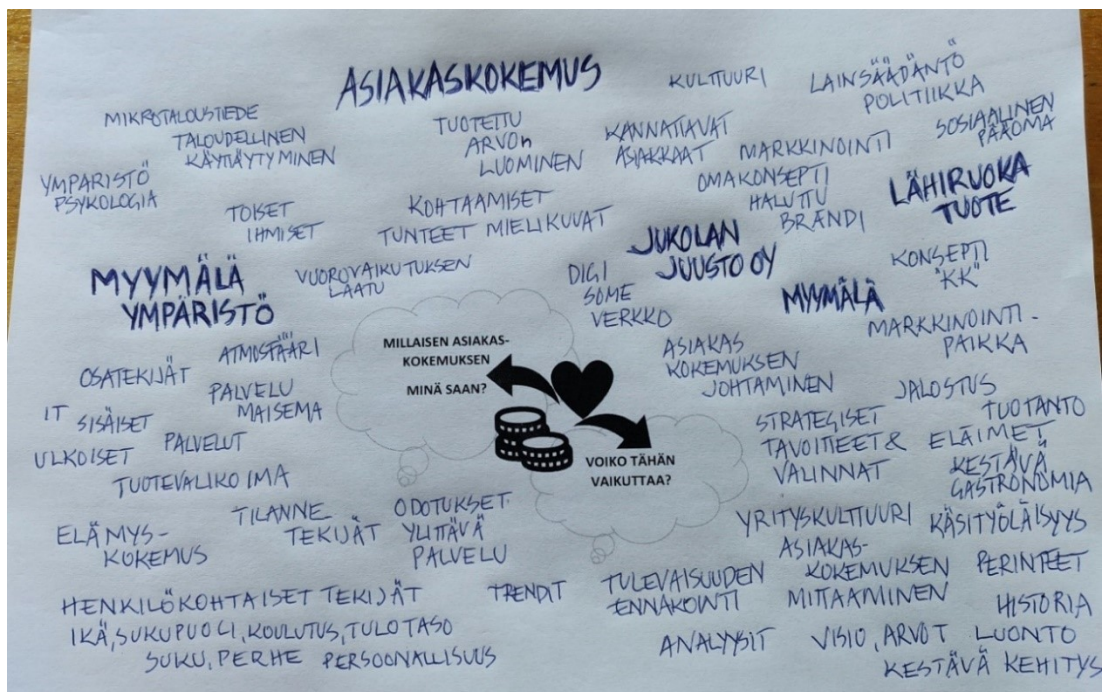 ASIAKASKOKEMUS
KULTTUURI
LAINSÄÄDÄNTÖ
POLITIIKKA
SOSIAALINEN
PÄÄOMA
MIKROTALOUSTIEDE
TALOUDELLINEN
KÄYTTÄYTYMINEN
TUOTETTU
ARVOn
LUOMINEN
KANNATTAVAT
ASIAKKAAT
MARKKINOINTI
OMA KONSEPTI
HALUTTU
BRÄNDI
LÄHIRUOKA
TUOTE
YMPÄRISTÖ
PSYKOLOGIA
TOISET
IHMISET
KOHTAAMISET
TUNTEET MIELIKUVAT
JUKOLAN
JUUSTO OY
KONSEPTI
"KK"
MYYMÄLÄ
YMPÄRISTÖ
VUOROVAIKUTUKSEN
LAATU
DIGI
SOME
VERKKO
MYYMÄLÄ
MARKKINOINTI-
PAIKKA
ATMOSFÄÄRI
OSATEKIJÄT
MILLAISEN ASIAKAS-
KOKEMUKSEN
MINÄ SAAN?
ASIAKAS
KOKEMUKSEN
JOHTAMINEN
JALOSTUS
PALVELU
MAISEMA
IT
SISÄISET
ULKOISET
PALVELUT
TUOTEVALIKOIMA
VOIKO TÄHÄN
VAIKUTTAA?
STRATEGISET
TAVOITTEET &
VALINNAT
TUOTANTO
ELÄIMET
KESTÄVÄ
GASTRONOMIA
ELÄMYS-
KOKEMUS
TILANNE
TEKIJÄT
ODOTUKSET
YLITTÄVÄ
PALVELU
YRITYSKULTTUURI
KÄSITYÖLÄISYYS
ASIAKAS-
KOKEMUKSEN
MITTAAMINEN
PERINTEET
HISTORIA
HENKILÖKOHTAISET TEKIJÄT
IKÄ, SUKUPUOLI, KOULUTUS, TULOTASO
SUKU, PERHE PERSOONALLISUUS
TRENDIT
TULEVAISUUDEN
ENNAKOINTI
ANALYYSIT
VISIO, ARVOT
LUONTO
KESTÄVÄ KEHITYS